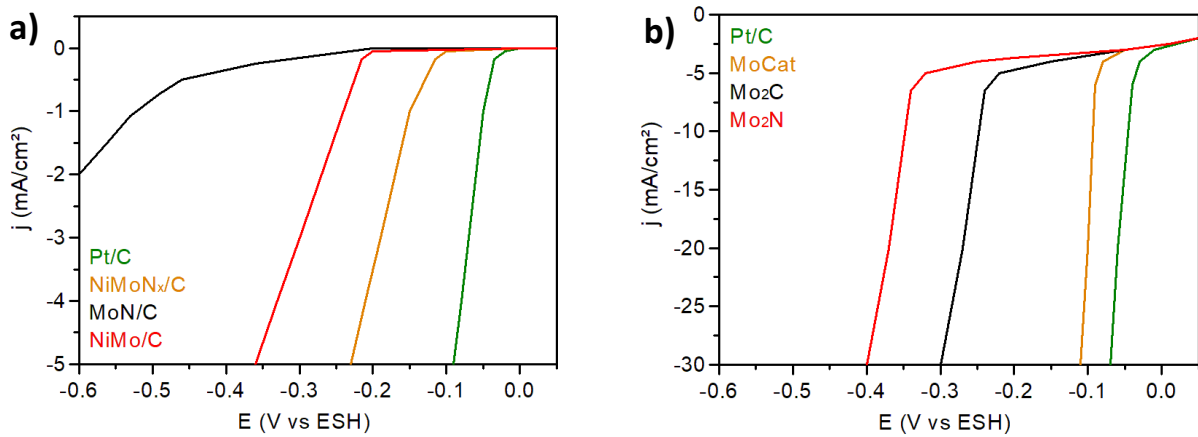 a)
0
-1
-2
-3
-4
-5
j (mA/cm²)
Pt/C
NiMoNₓ/C
MoN/C
NiMo/C
-0.6 -0.5 -0.4 -0.3 -0.2 -0.1 0.0
E (V vs ESH)
b)
0
-5
-10
-15
-20
-25
-30
j (mA/cm²)
Pt/C
MoCat
Mo₂C
Mo₂N
-0.6 -0.5 -0.4 -0.3 -0.2 -0.1 0.0
E (V vs ESH)